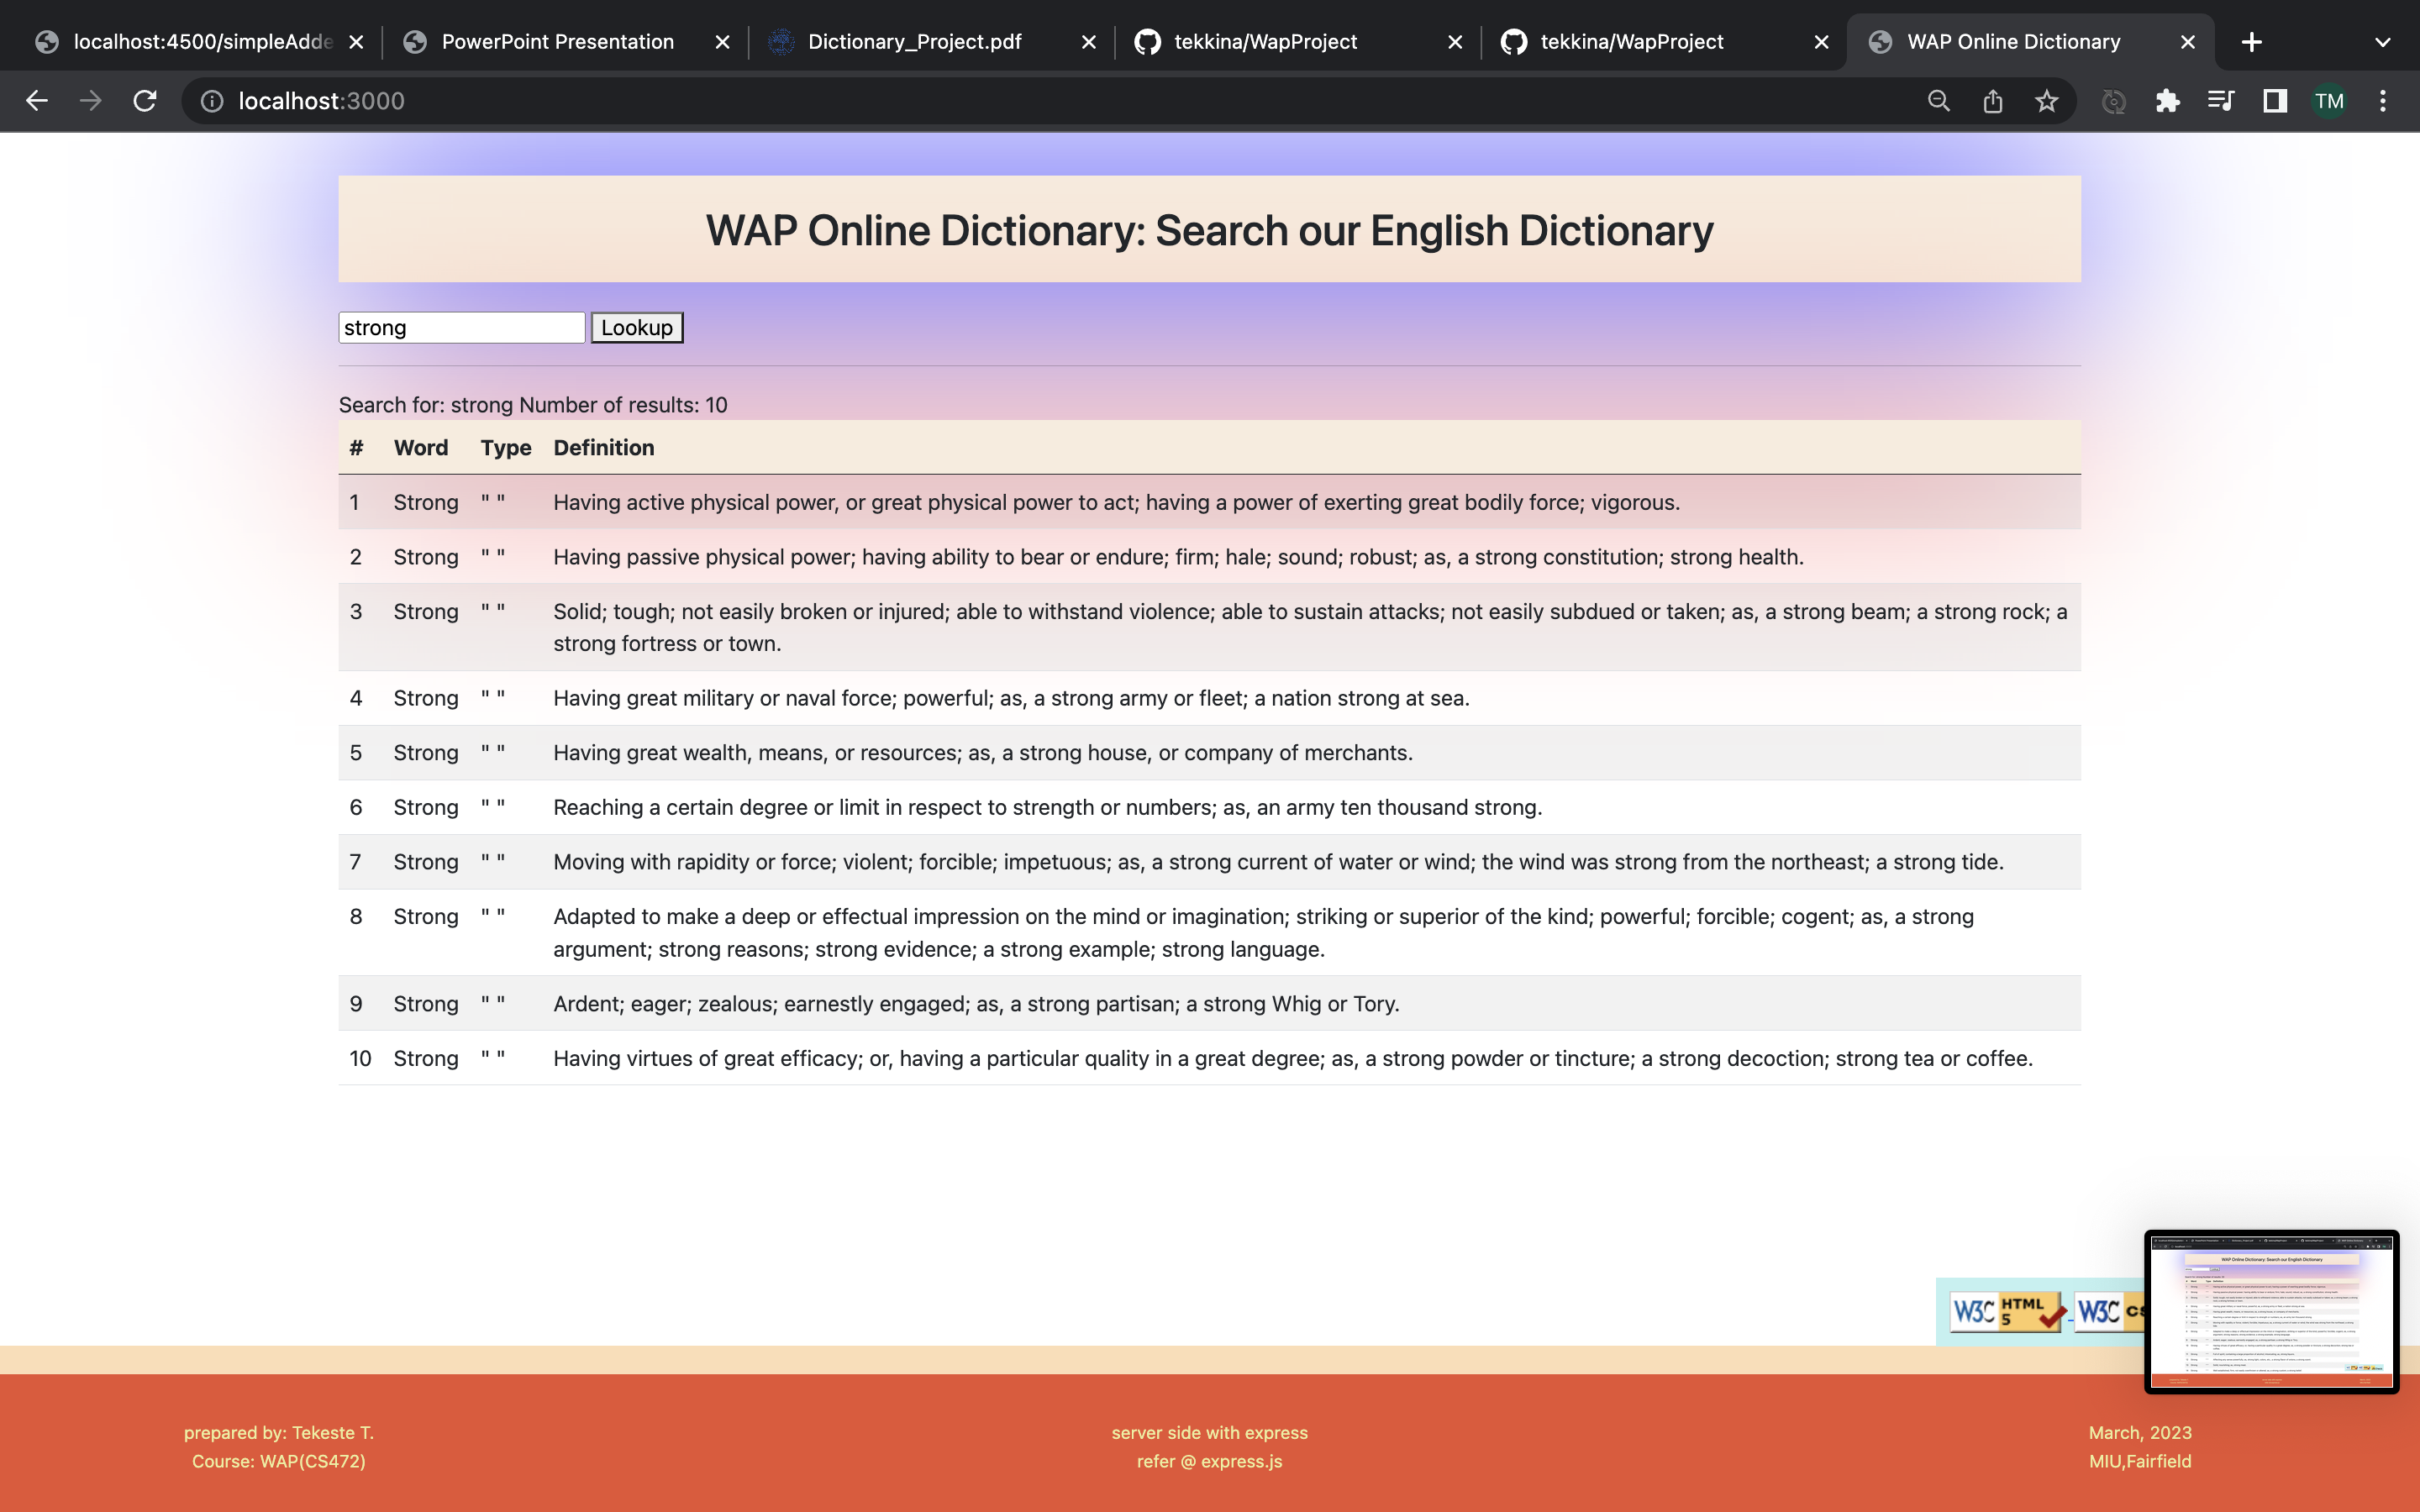 localhost:4500/simpleAdde
PowerPoint Presentation
Dictionary_Project.pdf
tekkina/WapProject
tekkina/WapProject
WAP Online Dictionary
localhost:3000
TM
WAP Online Dictionary: Search our English Dictionary
strong Lookup
Search for: strong Number of results: 10
# Word Type Definition
1 Strong " " Having active physical power, or great physical power to act; having a power of exerting great bodily force; vigorous.
2 Strong " " Having passive physical power; having ability to bear or endure; firm; hale; sound; robust; as, a strong constitution; strong health.
3 Strong " " Solid; tough; not easily broken or injured; able to withstand violence; able to sustain attacks; not easily subdued or taken; as, a strong beam; a strong rock; a
strong fortress or town.
4 Strong " " Having great military or naval force; powerful; as, a strong army or fleet; a nation strong at sea.
5 Strong " " Having great wealth, means, or resources; as, a strong house, or company of merchants.
6 Strong " " Reaching a certain degree or limit in respect to strength or numbers; as, an army ten thousand strong.
7 Strong " " Moving with rapidity or force; violent; forcible; impetuous; as, a strong current of water or wind; the wind was strong from the northeast; a strong tide.
8 Strong " " Adapted to make a deep or effectual impression on the mind or imagination; striking or superior of the kind; powerful; forcible; cogent; as, a strong
argument; strong reasons; strong evidence; a strong example; strong language.
9 Strong " " Ardent; eager; zealous; earnestly engaged; as, a strong partisan; a strong Whig or Tory.
10 Strong " " Having virtues of great efficacy; or, having a particular quality in a great degree; as, a strong powder or tincture; a strong decoction; strong tea or coffee.
W3C HTML 5
W3C
WAP Online Dictionary: Search our English Dictionary
prepared by: Tekeste T.
Course: WAP(CS472)
server side with express
refer @ express.js
March, 2023
MIU,Fairfield